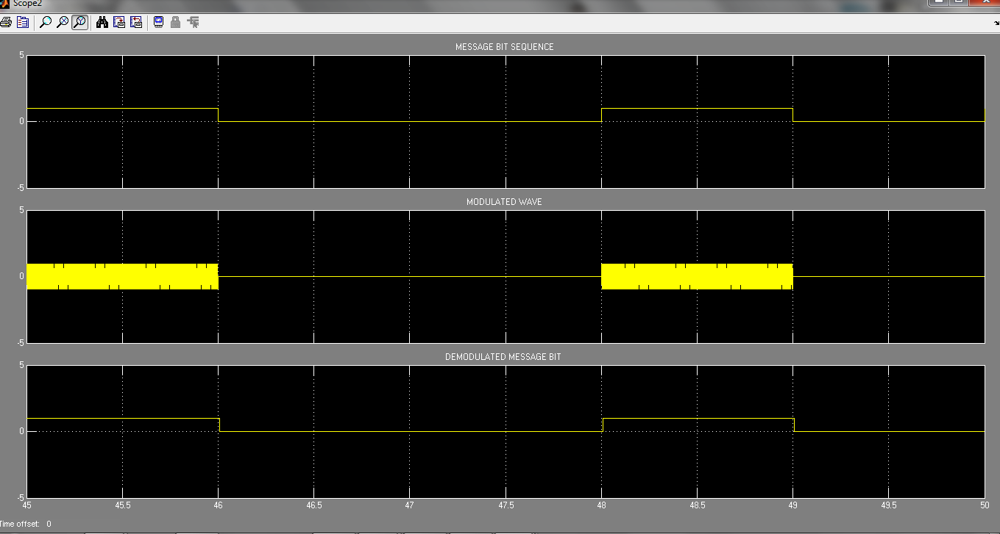 Scope2
MESSAGE BIT SEQUENCE
5
0
-5
MODULATED WAVE
5
0
-5
DEMODULATED MESSAGE BIT
5
0
-5
45 45.5 46 46.5 47 47.5 48 48.5 49 49.5 50
Time offset: 0